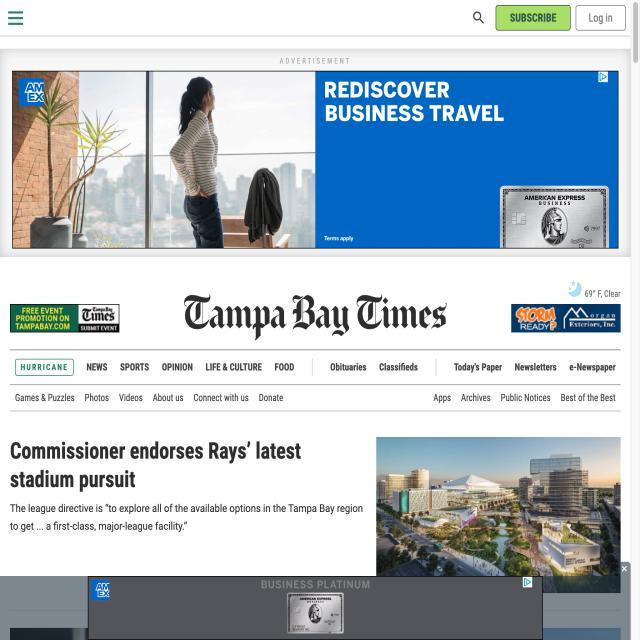 SUBSCRIBE
Log in
ADVERTISEMENT
AM
EX
REDISCOVER
BUSINESS TRAVEL
AMERICAN EXPRESS
BUSINESS
Terms apply
69° F, Clear
FREE EVENT
PROMOTION ON
TAMPABAY.COM
Tampa Bay
Times
SUBMIT EVENT
Tampa Bay Times
STORM
READY?
Morgan
Exteriors, Inc.
HURRICANE
NEWS
SPORTS
OPINION
LIFE & CULTURE
FOOD
Obituaries
Classifieds
Today's Paper
Newsletters
e-Newspaper
Games & Puzzles
Photos
Videos
About us
Connect with us
Donate
Apps
Archives
Public Notices
Best of the Best
Commissioner endorses Rays’ latest
stadium pursuit
The league directive is “to explore all of the available options in the Tampa Bay region
to get ... a first-class, major-league facility.”
AM
EX
BUSINESS PLATINUM
AMERICAN EXPRESS